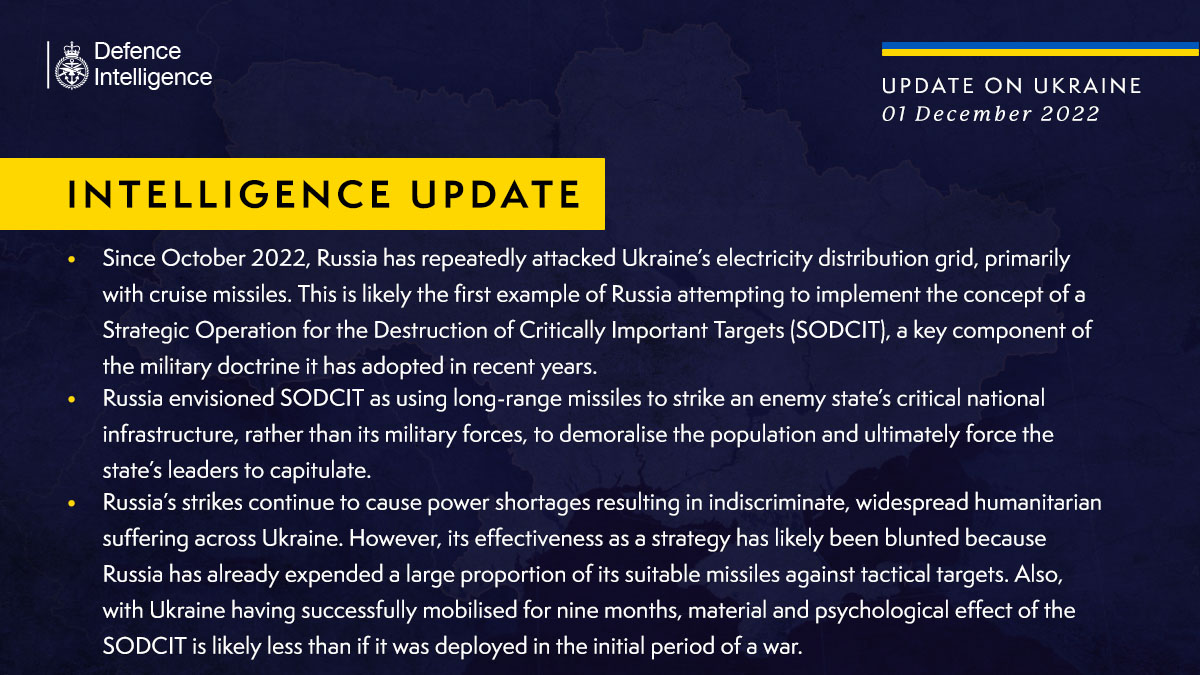 Defence
Intelligence
UPDATE ON UKRAINE
01 December 2022
INTELLIGENCE UPDATE
• Since October 2022, Russia has repeatedly attacked Ukraine’s electricity distribution grid, primarily
with cruise missiles. This is likely the first example of Russia attempting to implement the concept of a
Strategic Operation for the Destruction of Critically Important Targets (SODCIT), a key component of
the military doctrine it has adopted in recent years.
• Russia envisioned SODCIT as using long-range missiles to strike an enemy state’s critical national
infrastructure, rather than its military forces, to demoralise the population and ultimately force the
state’s leaders to capitulate.
• Russia’s strikes continue to cause power shortages resulting in indiscriminate, widespread humanitarian
suffering across Ukraine. However, its effectiveness as a strategy has likely been blunted because
Russia has already expended a large proportion of its suitable missiles against tactical targets. Also,
with Ukraine having successfully mobilised for nine months, material and psychological effect of the
SODCIT is likely less than if it was deployed in the initial period of a war.